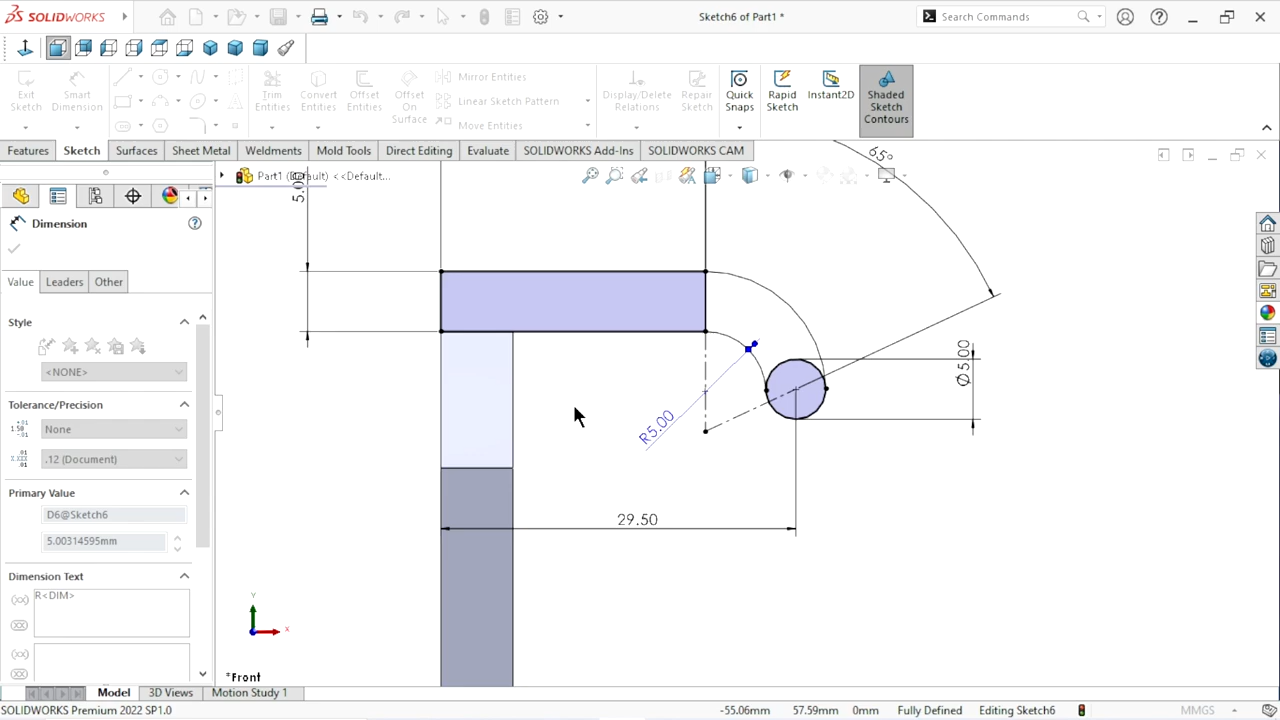 SOLIDWORKS
Sketch6 of Part1 *
Search Commands
Exit Sketch
Smart Dimension
Trim Entities
Convert Entities
Offset Entities
Offset On Surface
Mirror Entities
Linear Sketch Pattern
Move Entities
Display/Delete Relations
Repair Sketch
Quick Snaps
Rapid Sketch
Instant2D
Shaded Sketch Contours
Features
Sketch
Surfaces
Sheet Metal
Weldments
Mold Tools
Direct Editing
Evaluate
SOLIDWORKS Add-Ins
SOLIDWORKS CAM
Part1 (Default) <<Default...
Dimension
Value
Leaders
Other
Style
<NONE>
Tolerance/Precision
None
.12 (Document)
Primary Value
D6@Sketch6
5.00314595mm
Dimension Text
R<DIM>
5.00
65°
R5.00
Ø5.00
29.50
Y
X
*Front
Model
3D Views
Motion Study 1
SOLIDWORKS Premium 2022 SP1.0
-55.06mm
57.59mm
0mm
Fully Defined
Editing Sketch6
MMGS